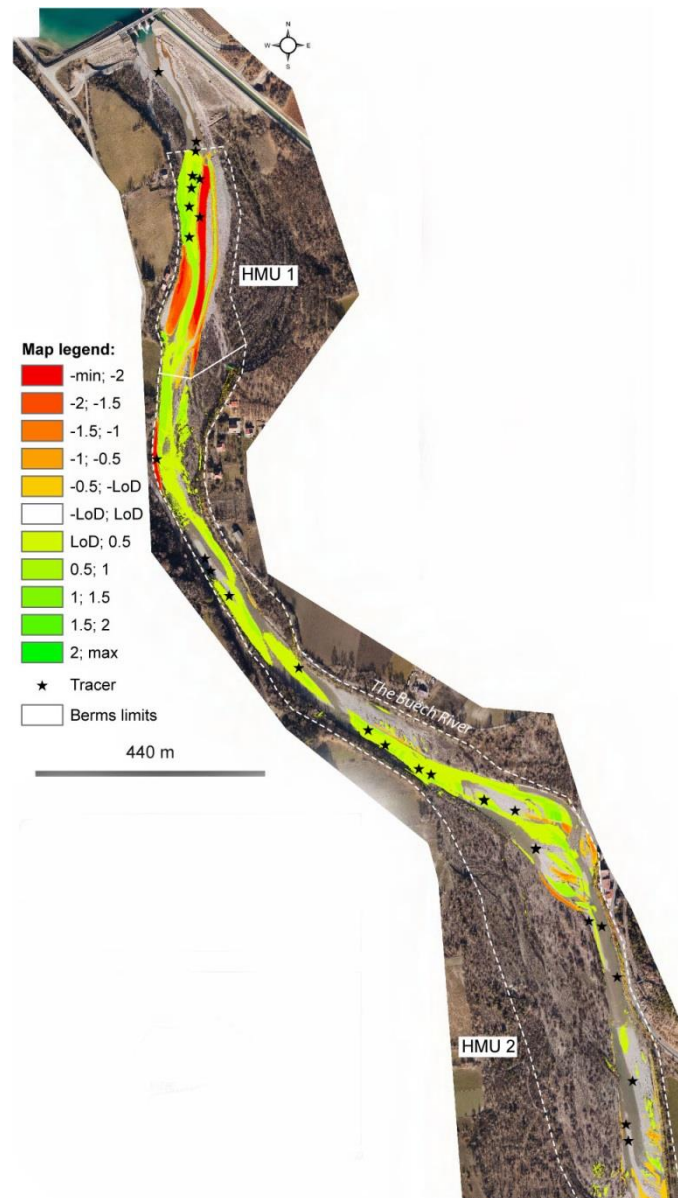 N
W E
S
HMU 1
Map legend:
-min; -2
-2; -1.5
-1.5; -1
-1; -0.5
-0.5; -LoD
-LoD; LoD
LoD; 0.5
0.5; 1
1; 1.5
1.5; 2
2; max
Tracer
Berms limits
440 m
The Buech River
HMU 2